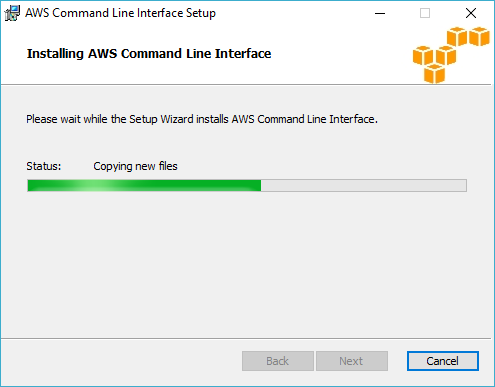 AWS Command Line Interface Setup
Installing AWS Command Line Interface
Please wait while the Setup Wizard installs AWS Command Line Interface.
Status: Copying new files
Back Next Cancel